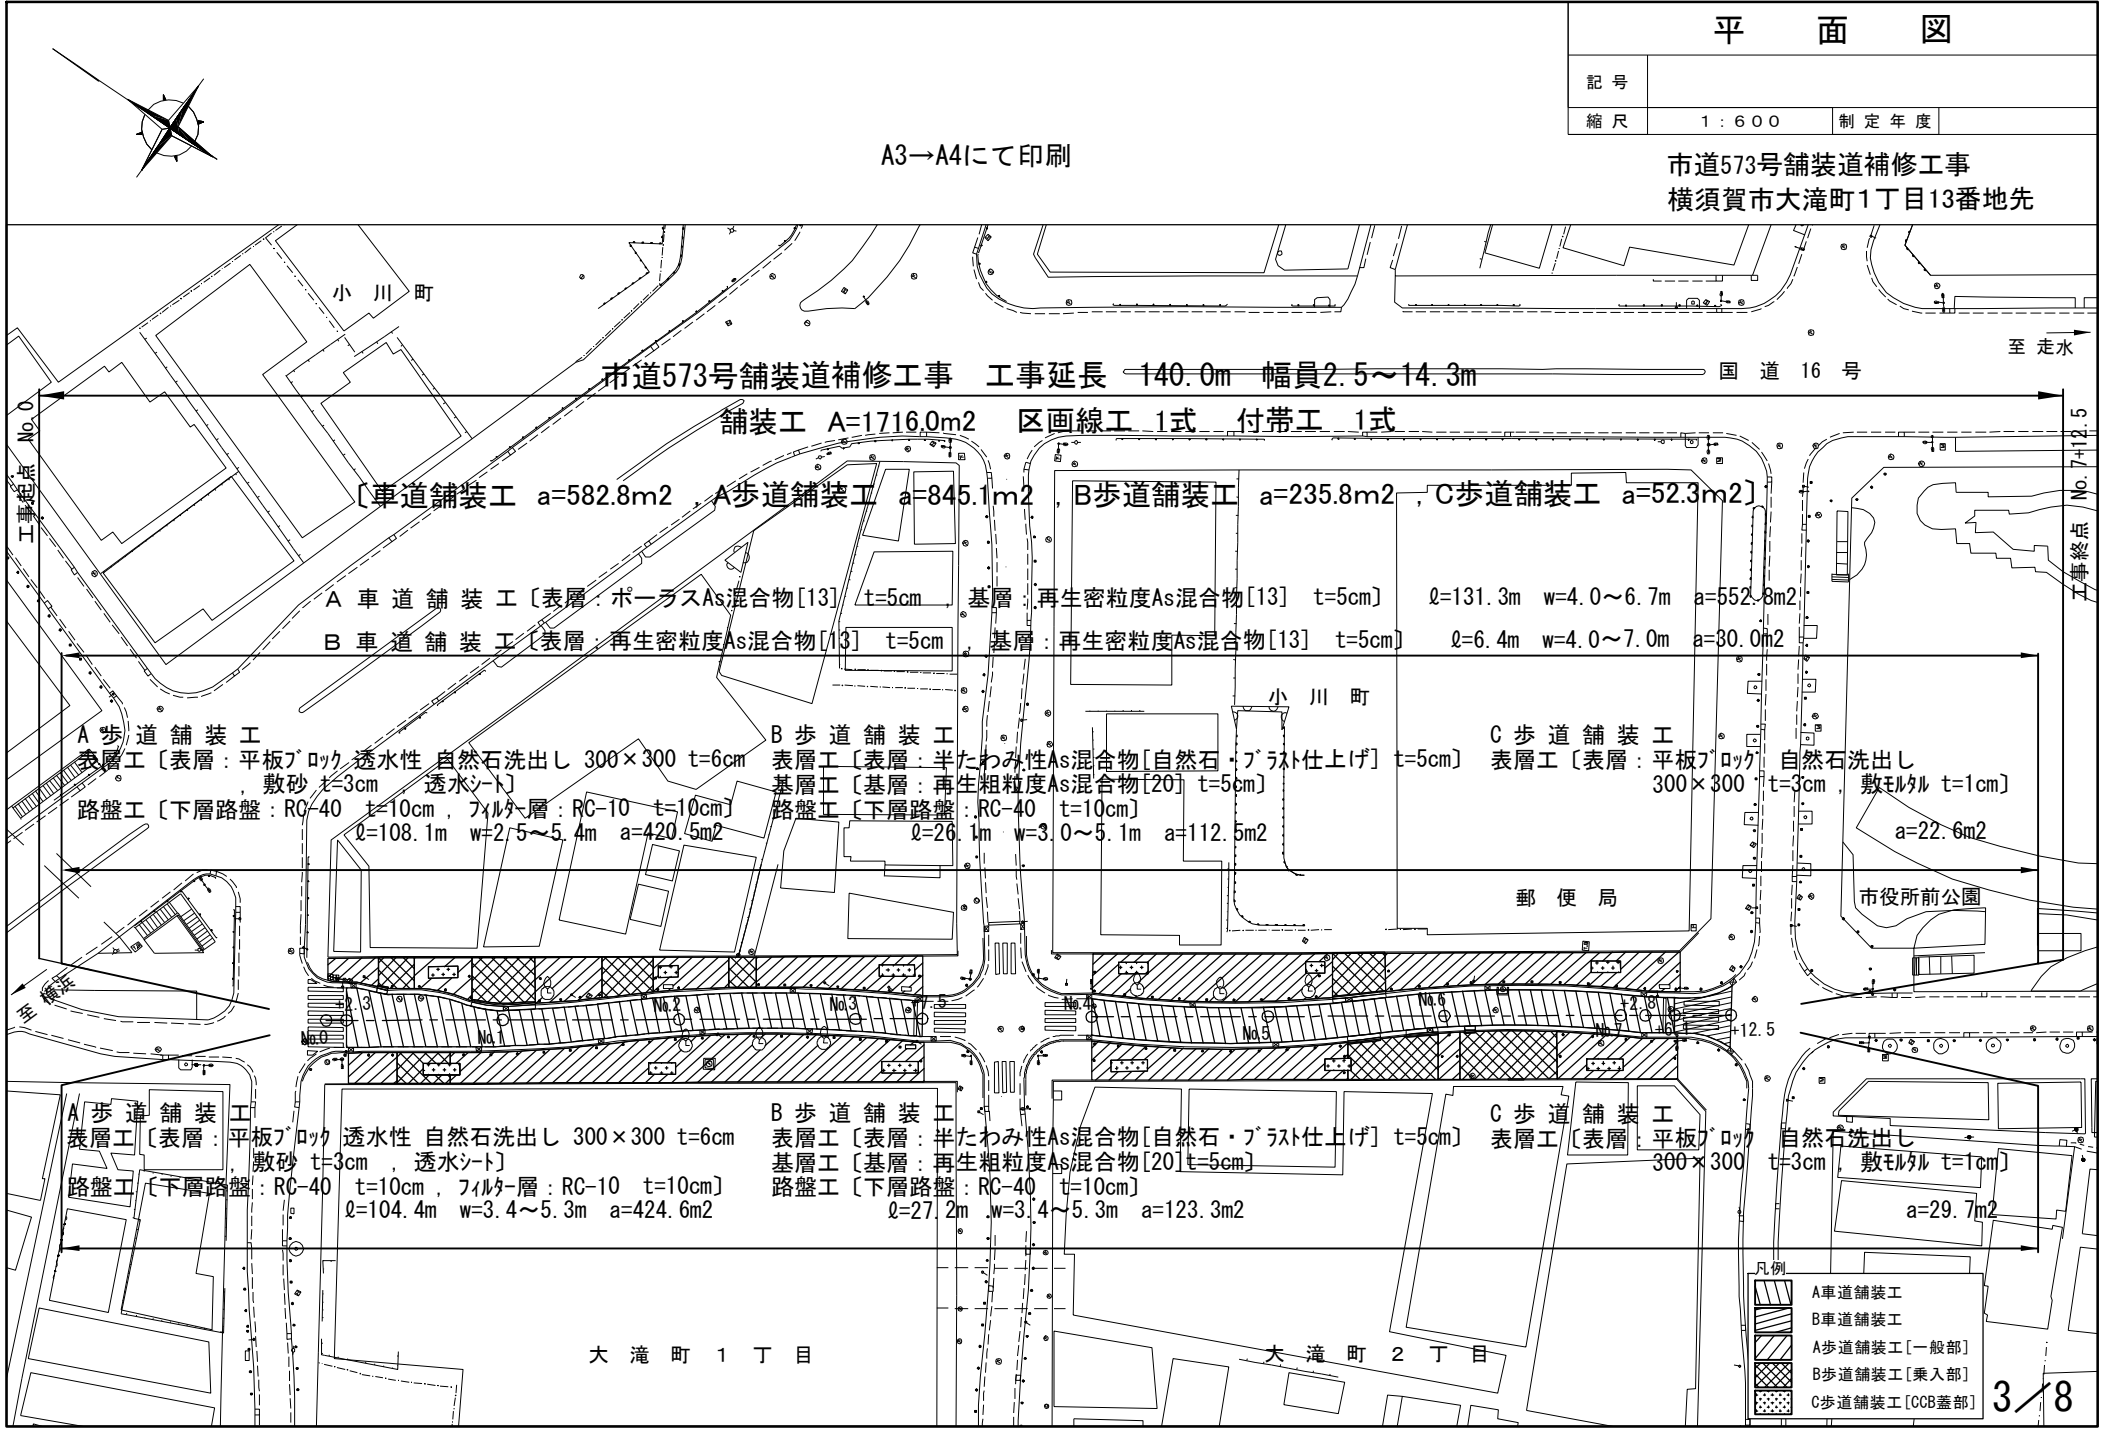 平　面　図
記 号
縮 尺　1：600　制 定 年 度
A3→A4にて印刷
市道573号舗装道補修工事
横須賀市大滝町1丁目13番地先
小 川 町
至 走水
国 道 16 号
市道573号舗装道補修工事　工事延長　140.0m　幅員2.5～14.3m
舗装工　A=1716.0m2　区画線工　1式　付帯工　1式
工事起点　No.0
工事終点　No.7+12.5
〔車道舗装工　a=582.8m2　, A歩道舗装工　a=845.1m2　, B歩道舗装工　a=235.8m2　, C歩道舗装工　a=52.3m2〕
A 車 道 舗 装 工〔表層：ポーラスAs混合物[13]　t=5cm　,　基層：再生密粒度As混合物[13]　t=5cm〕　ℓ=131.3m　w=4.0～6.7m　a=552.8m2
B 車 道 舗 装 工〔表層：再生密粒度As混合物[13]　t=5cm　,　基層：再生密粒度As混合物[13]　t=5cm〕　ℓ=6.4m　w=4.0～7.0m　a=30.0m2
小 川 町
A 歩 道 舗 装 工
表層工〔表層：平板ﾌﾞﾛｯｸ 透水性 自然石洗出し 300×300 t=6cm
, 敷砂 t=3cm　, 透水ｼｰﾄ〕
路盤工〔下層路盤：RC-40　t=10cm , ﾌｨﾙﾀｰ層：RC-10　t=10cm〕
ℓ=108.1m　w=2.5～5.4m　a=420.5m2
B 歩 道 舗 装 工
表層工〔表層：半たわみ性As混合物[自然石・ﾌﾞﾗｽﾄ仕上げ] t=5cm〕
基層工〔基層：再生粗粒度As混合物[20] t=5cm〕
路盤工〔下層路盤：RC-40　t=10cm〕
ℓ=26.1m　w=3.0～5.1m　a=112.5m2
C 歩 道 舗 装 工
表層工〔表層：平板ﾌﾞﾛｯｸ　自然石洗出し
300×300　t=3cm , 敷ﾓﾙﾀﾙ t=1cm〕
a=22.6m2
郵 便 局
市役所前公園
至 横浜
No.0
+2.3
No.1
No.2
No.3
+7.5
No.4
No.5
No.6
No.7
+2.8
+12.5
A 歩 道 舗 装 工
表層工〔表層：平板ﾌﾞﾛｯｸ 透水性 自然石洗出し 300×300 t=6cm
, 敷砂 t=3cm　, 透水ｼｰﾄ〕
路盤工〔下層路盤：RC-40　t=10cm , ﾌｨﾙﾀｰ層：RC-10　t=10cm〕
ℓ=104.4m　w=3.4～5.3m　a=424.6m2
B 歩 道 舗 装 工
表層工〔表層：半たわみ性As混合物[自然石・ﾌﾞﾗｽﾄ仕上げ] t=5cm〕
基層工〔基層：再生粗粒度As混合物[20]t=5cm〕
路盤工〔下層路盤：RC-40　t=10cm〕
ℓ=27.2m　w=3.4～5.3m　a=123.3m2
C 歩 道 舗 装 工
表層工〔表層：平板ﾌﾞﾛｯｸ　自然石洗出し
300×300　t=3cm , 敷ﾓﾙﾀﾙ t=1cm〕
a=29.7m2
大 滝 町 1 丁 目
大 滝 町 2 丁 目
凡例
A車道舗装工
B車道舗装工
A歩道舗装工[一般部]
B歩道舗装工[乗入部]
C歩道舗装工[CCB蓋部]
3／8